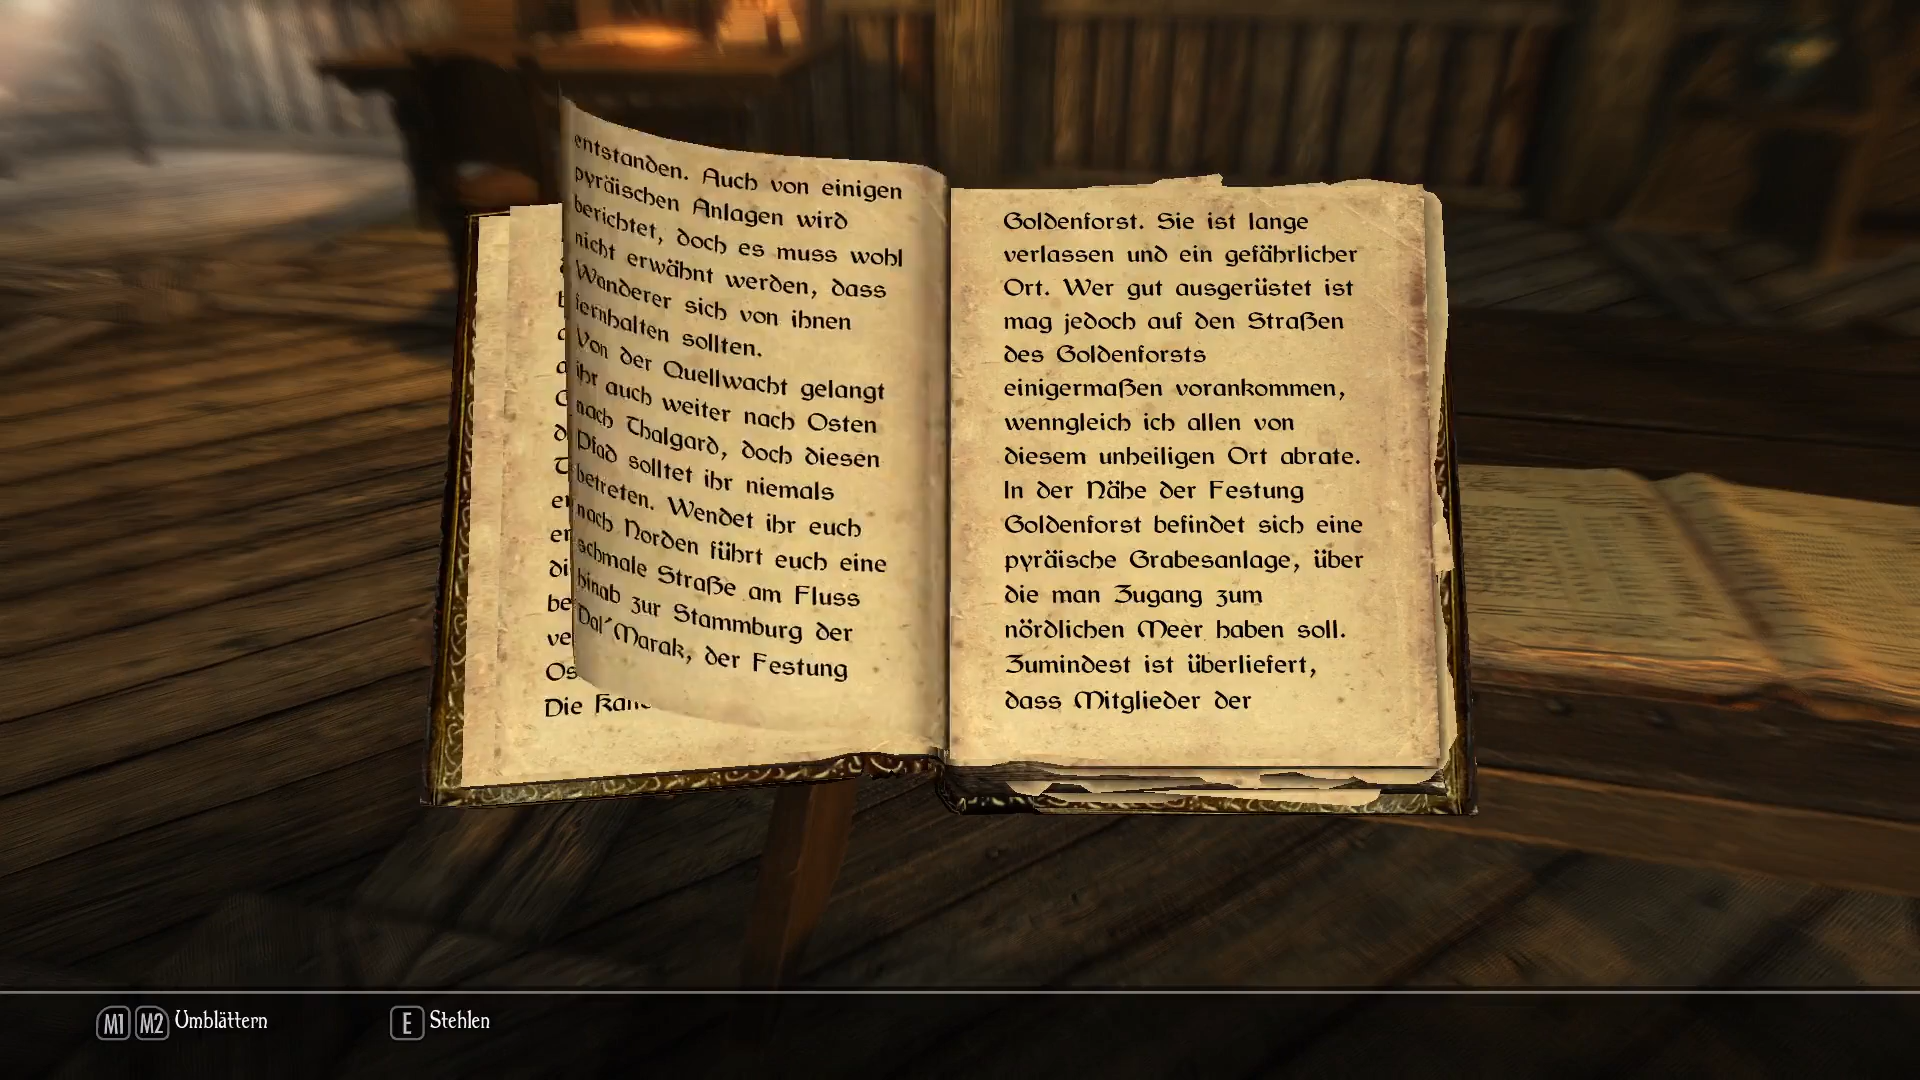 entstanden. Auch von einigen
pyräischen Anlagen wird
berichtet, doch es muss wohl
nicht erwähnt werden, dass
Wanderer sich von ihnen
fernhalten sollten.
Von der Quellwacht gelangt
ihr auch weiter nach Osten
nach Thalgard, doch diesen
Pfad solltet ihr niemals
betreten. Wendet ihr euch
nach Norden führt euch eine
schmale Straße am Fluss
hinab zur Stammburg der
Dal´Marak, der Festung
Die
Goldenforst. Sie ist lange
verlassen und ein gefährlicher
Ort. Wer gut ausgerüstet ist
mag jedoch auf den Straßen
des Goldenforsts
einigermaßen vorankommen,
wenngleich ich allen von
diesem unheiligen Ort abrate.
In der Nähe der Festung
Goldenforst befindet sich eine
pyräische Grabesanlage, über
die man Zugang zum
nördlichen Meer haben soll.
Zumindest ist überliefert,
dass Mitglieder der
M1 M2 Umblättern
E Stehlen